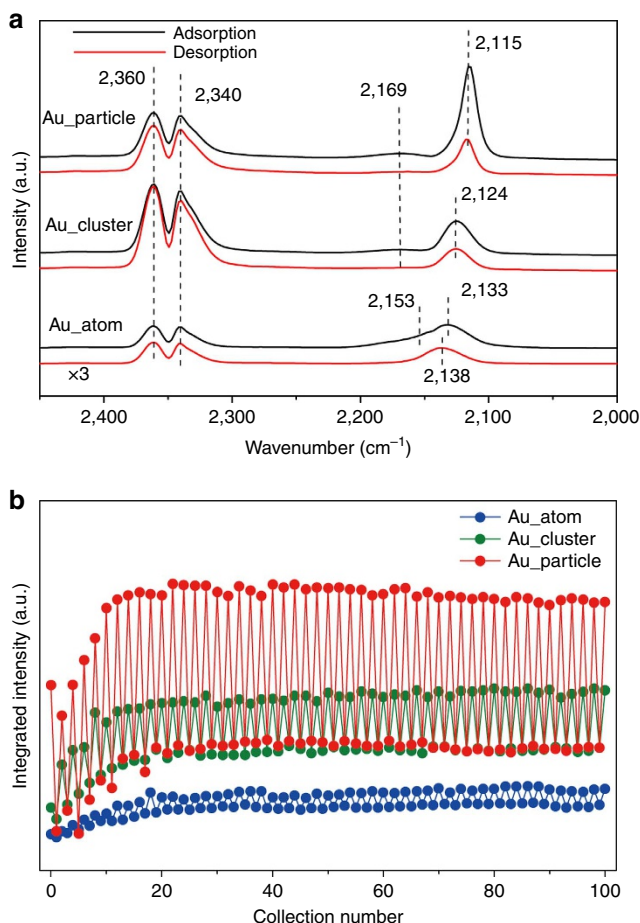 a
Adsorption
Desorption
2,115
2,360
2,340
2,169
Au_particle
2,124
Au_cluster
2,133
2,153
Au_atom
×3
2,138
Intensity (a.u.)
2,400 2,300 2,200 2,100 2,000
Wavenumber (cm⁻¹)
b
Au_atom
Au_cluster
Au_particle
Integrated intensity (a.u.)
0 20 40 60 80 100
Collection number